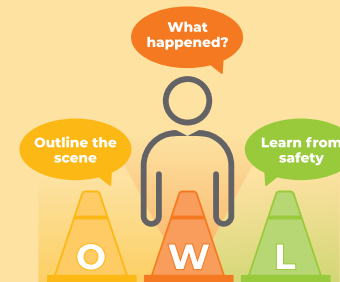 What
happened?
Outline the
scene
Learn from
safety
O W L